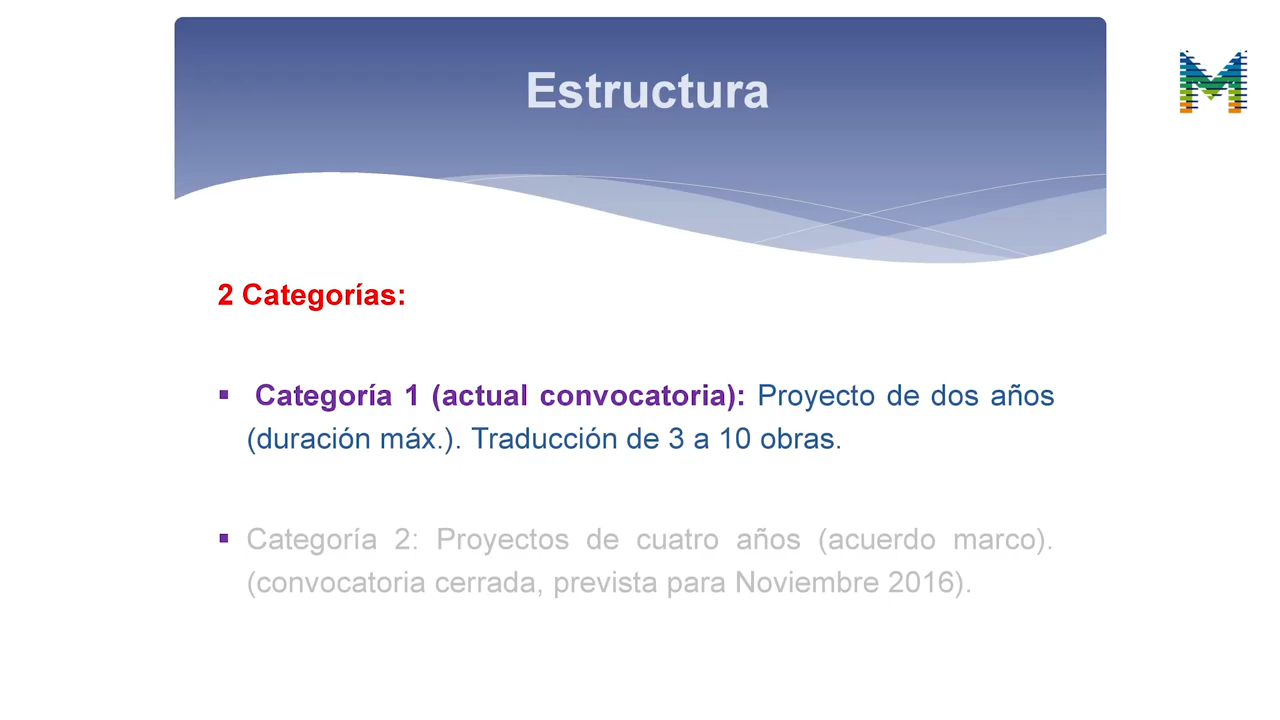 Estructura
2 Categorías:
▪ Categoría 1 (actual convocatoria): Proyecto de dos años
(duración máx.). Traducción de 3 a 10 obras.
▪ Categoría 2: Proyectos de cuatro años (acuerdo marco).
(convocatoria cerrada, prevista para Noviembre 2016).